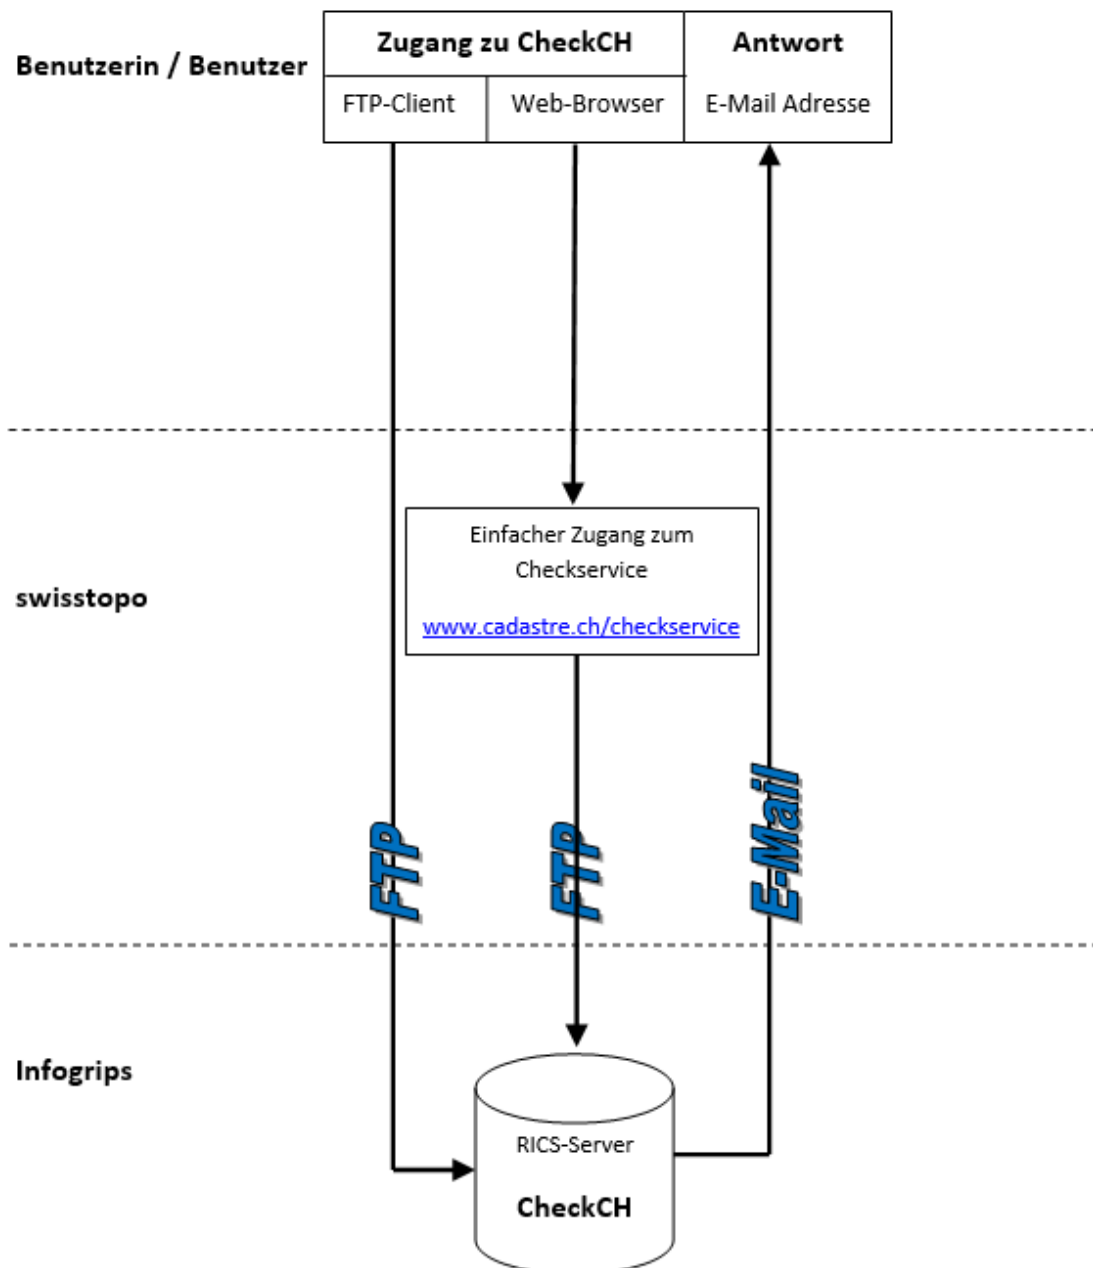 Zugang zu CheckCH
Antwort
Benutzerin / Benutzer
FTP-Client
Web-Browser
E-Mail Adresse
Einfacher Zugang zum
Checkservice
swisstopo
www.cadastre.ch/checkservice
FTP
FTP
E-Mail
Infogrips
RICS-Server
CheckCH